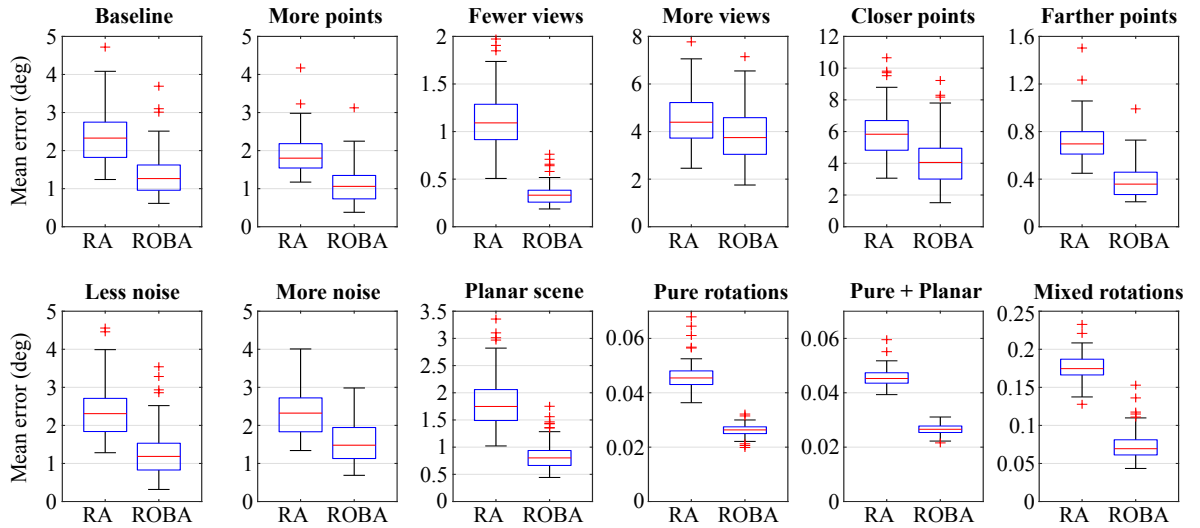 Baseline
More points
Fewer views
More views
Closer points
Farther points
Mean error (deg)
5
4
3
2
1
0
RA ROBA
5
4
3
2
1
0
RA ROBA
2
1.5
1
0.5
0
RA ROBA
8
6
4
2
0
RA ROBA
12
10
8
6
4
2
0
RA ROBA
1.6
1.2
0.8
0.4
0
RA ROBA
Less noise
More noise
Planar scene
Pure rotations
Pure + Planar
Mixed rotations
Mean error (deg)
5
4
3
2
1
0
RA ROBA
5
4
3
2
1
0
RA ROBA
3.5
3
2.5
2
1.5
1
0.5
0
RA ROBA
0.06
0.04
0.02
0
RA ROBA
0.06
0.04
0.02
0
RA ROBA
0.25
0.2
0.15
0.1
0.05
0
RA ROBA